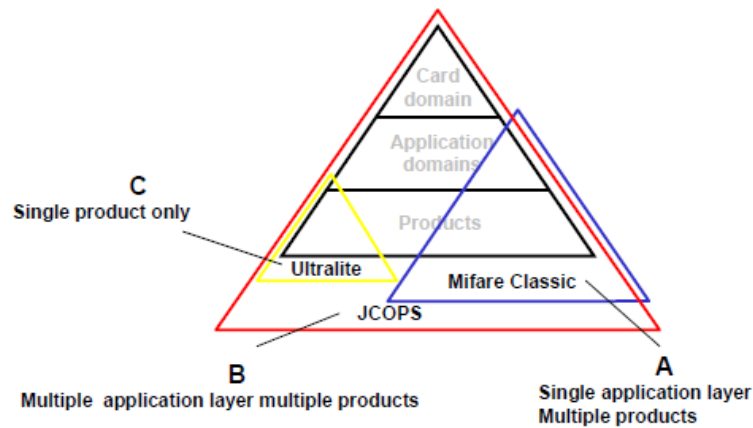 Card
domain
Application
domains
C
Single product only
Products
Ultralite
Mifare Classic
JCOPS
B
Multiple application layer multiple products
A
Single application layer
Multiple products